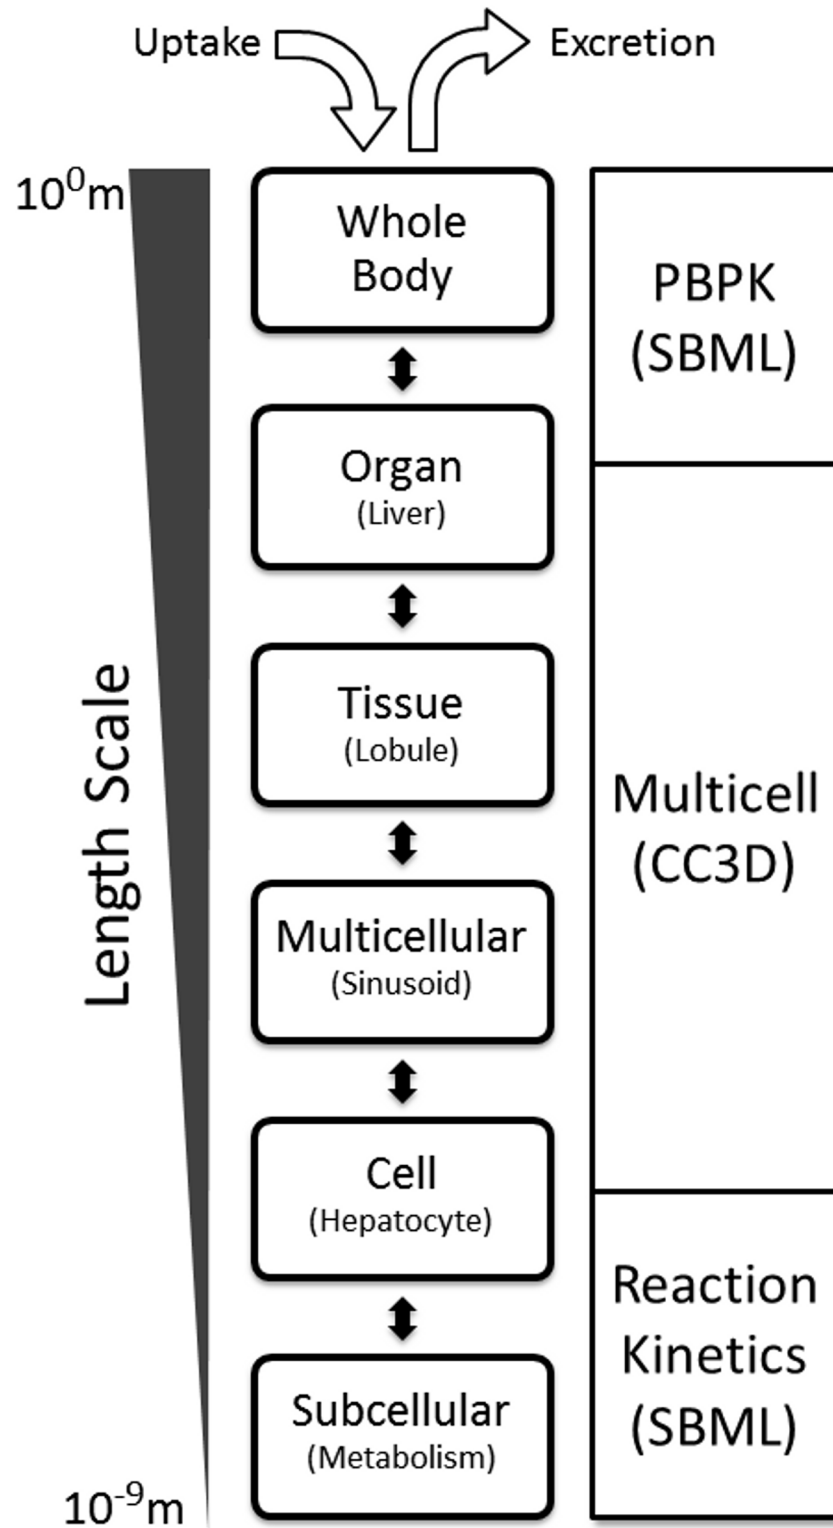 Uptake
Excretion
10⁰m
Whole
Body
PBPK
(SBML)
Organ
(Liver)
Tissue
(Lobule)
Length Scale
Multicell
(CC3D)
Multicellular
(Sinusoid)
Cell
(Hepatocyte)
Reaction
Kinetics
(SBML)
Subcellular
(Metabolism)
10⁻⁹m